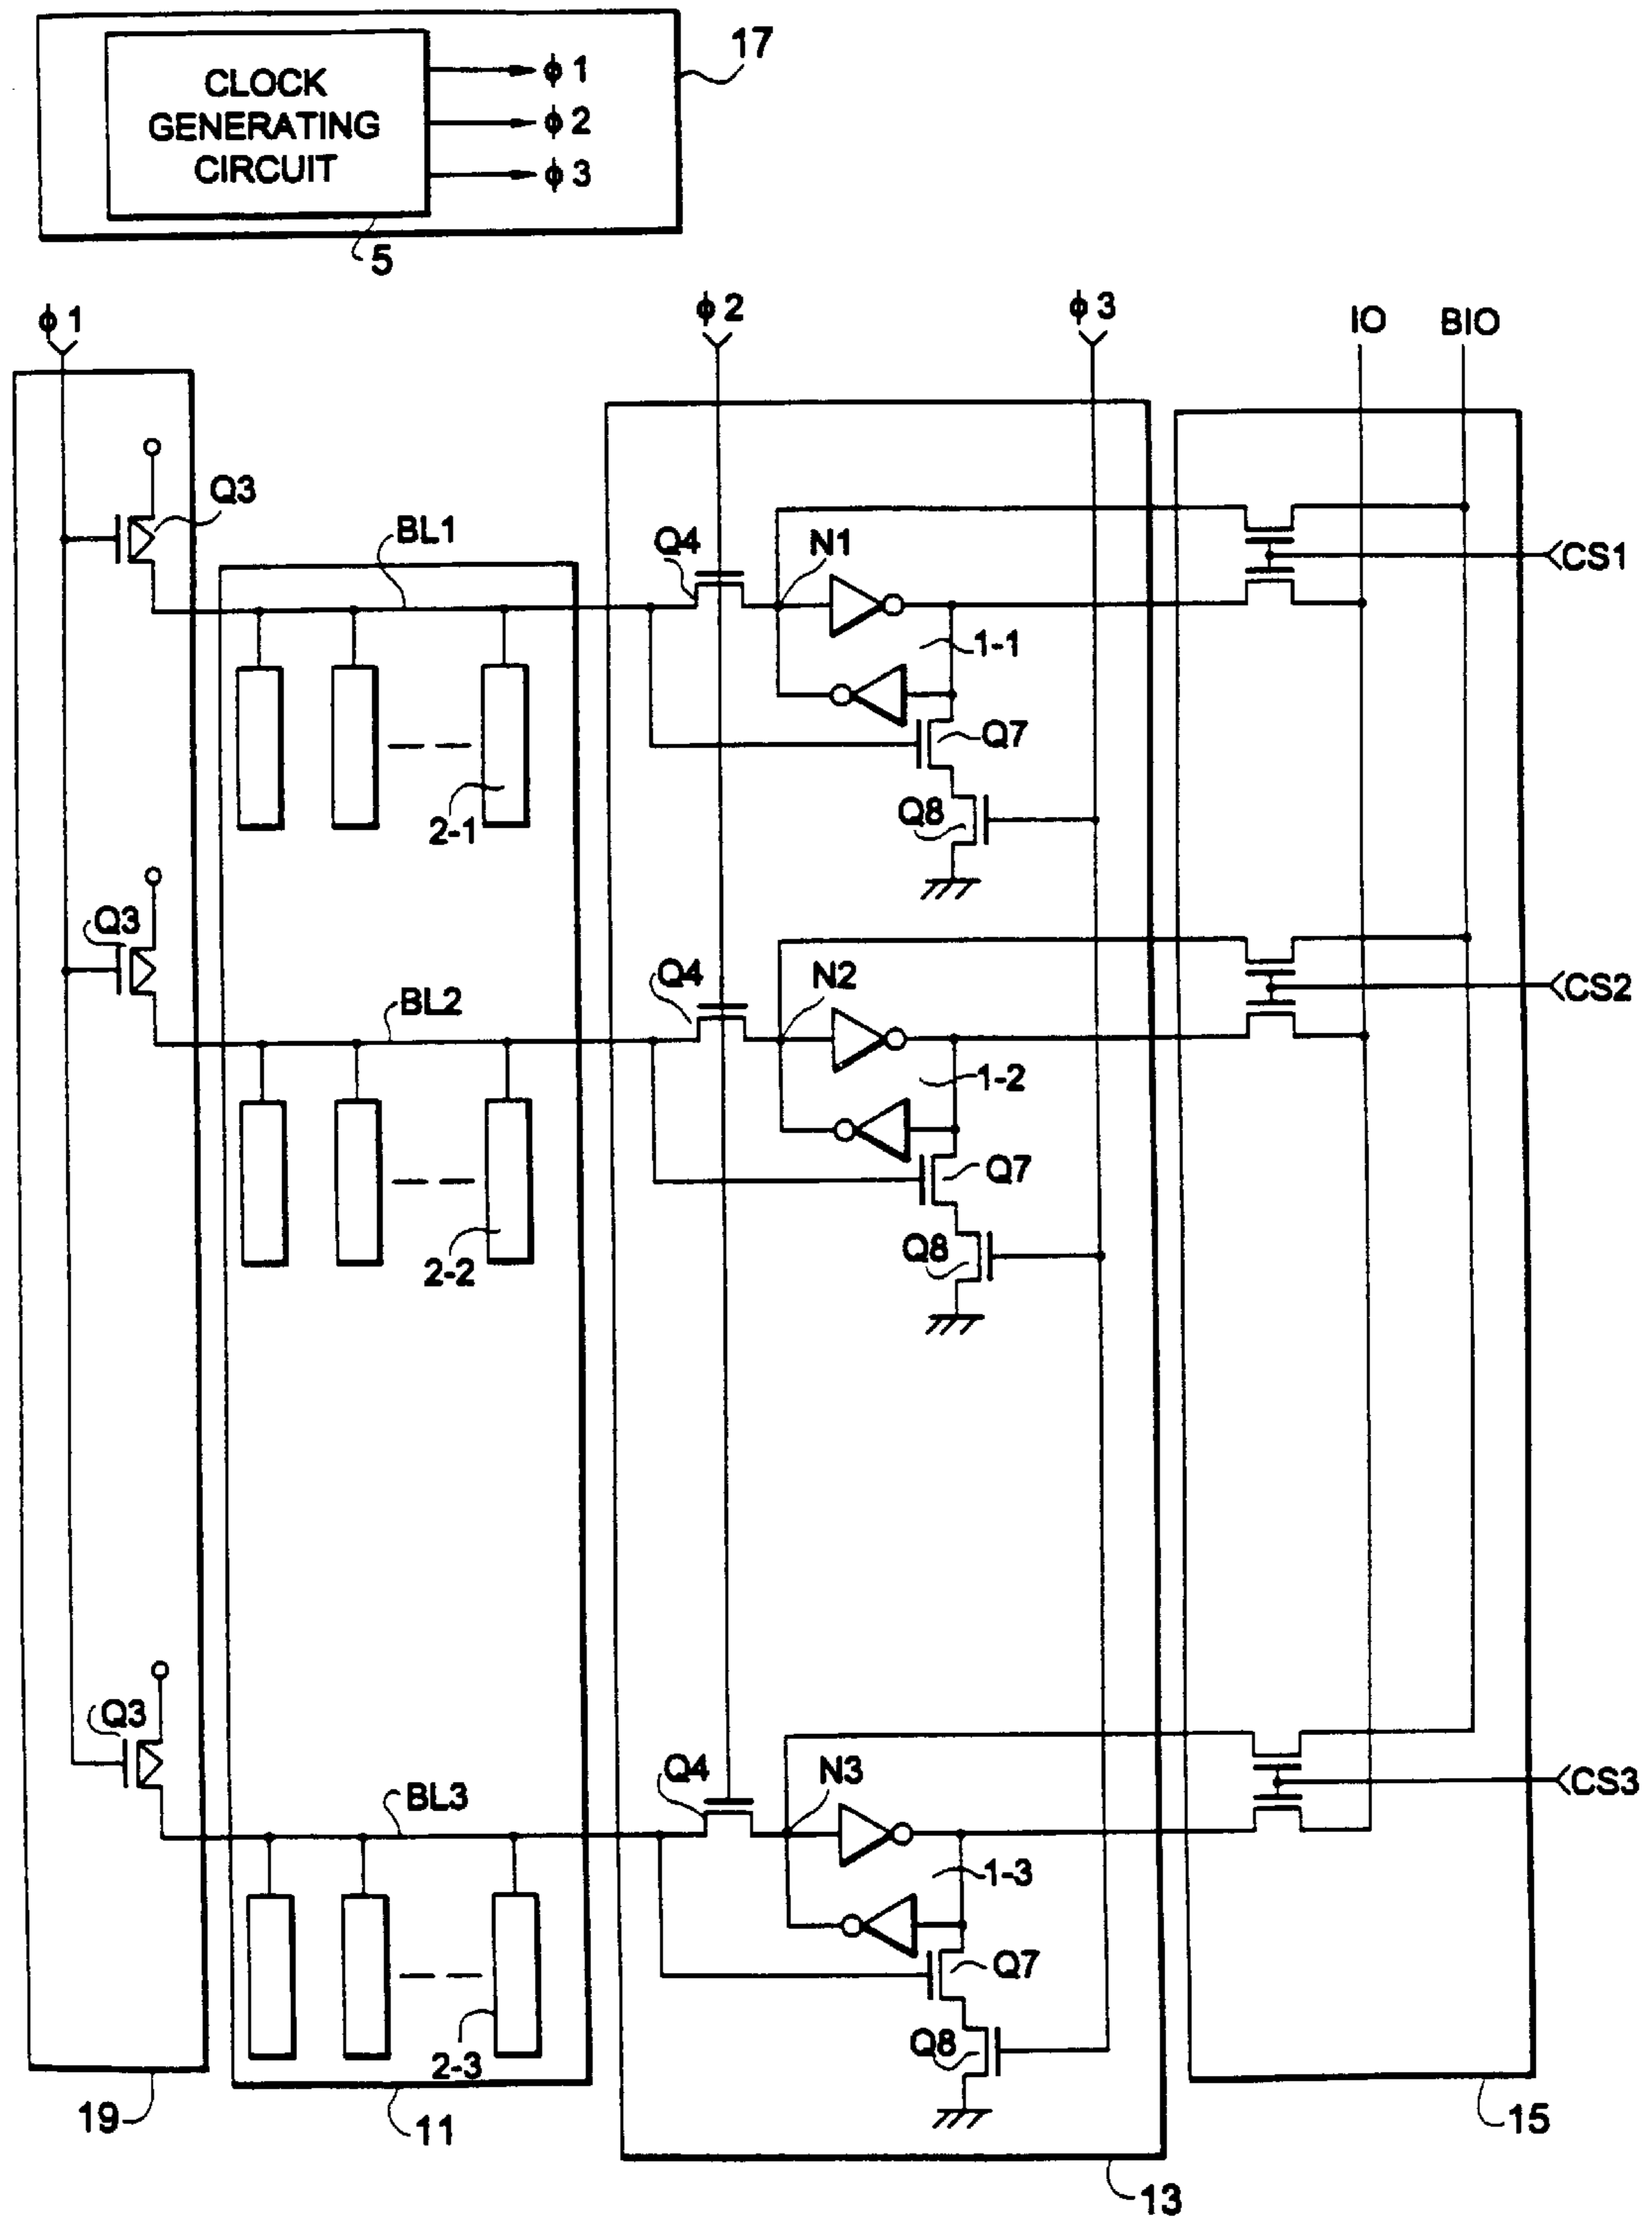 CLOCK
GENERATING
CIRCUIT
ϕ 1
ϕ 2
ϕ 3
17
5
ϕ 1
ϕ 2
ϕ 3
IO
BIO
Q3
BL1
Q4
N1
CS1
1-1
Q7
2-1
Q8
Q3
BL2
Q4
N2
CS2
1-2
Q7
2-2
Q8
Q3
BL3
Q4
N3
CS3
1-3
Q7
2-3
Q8
19
11
15
13